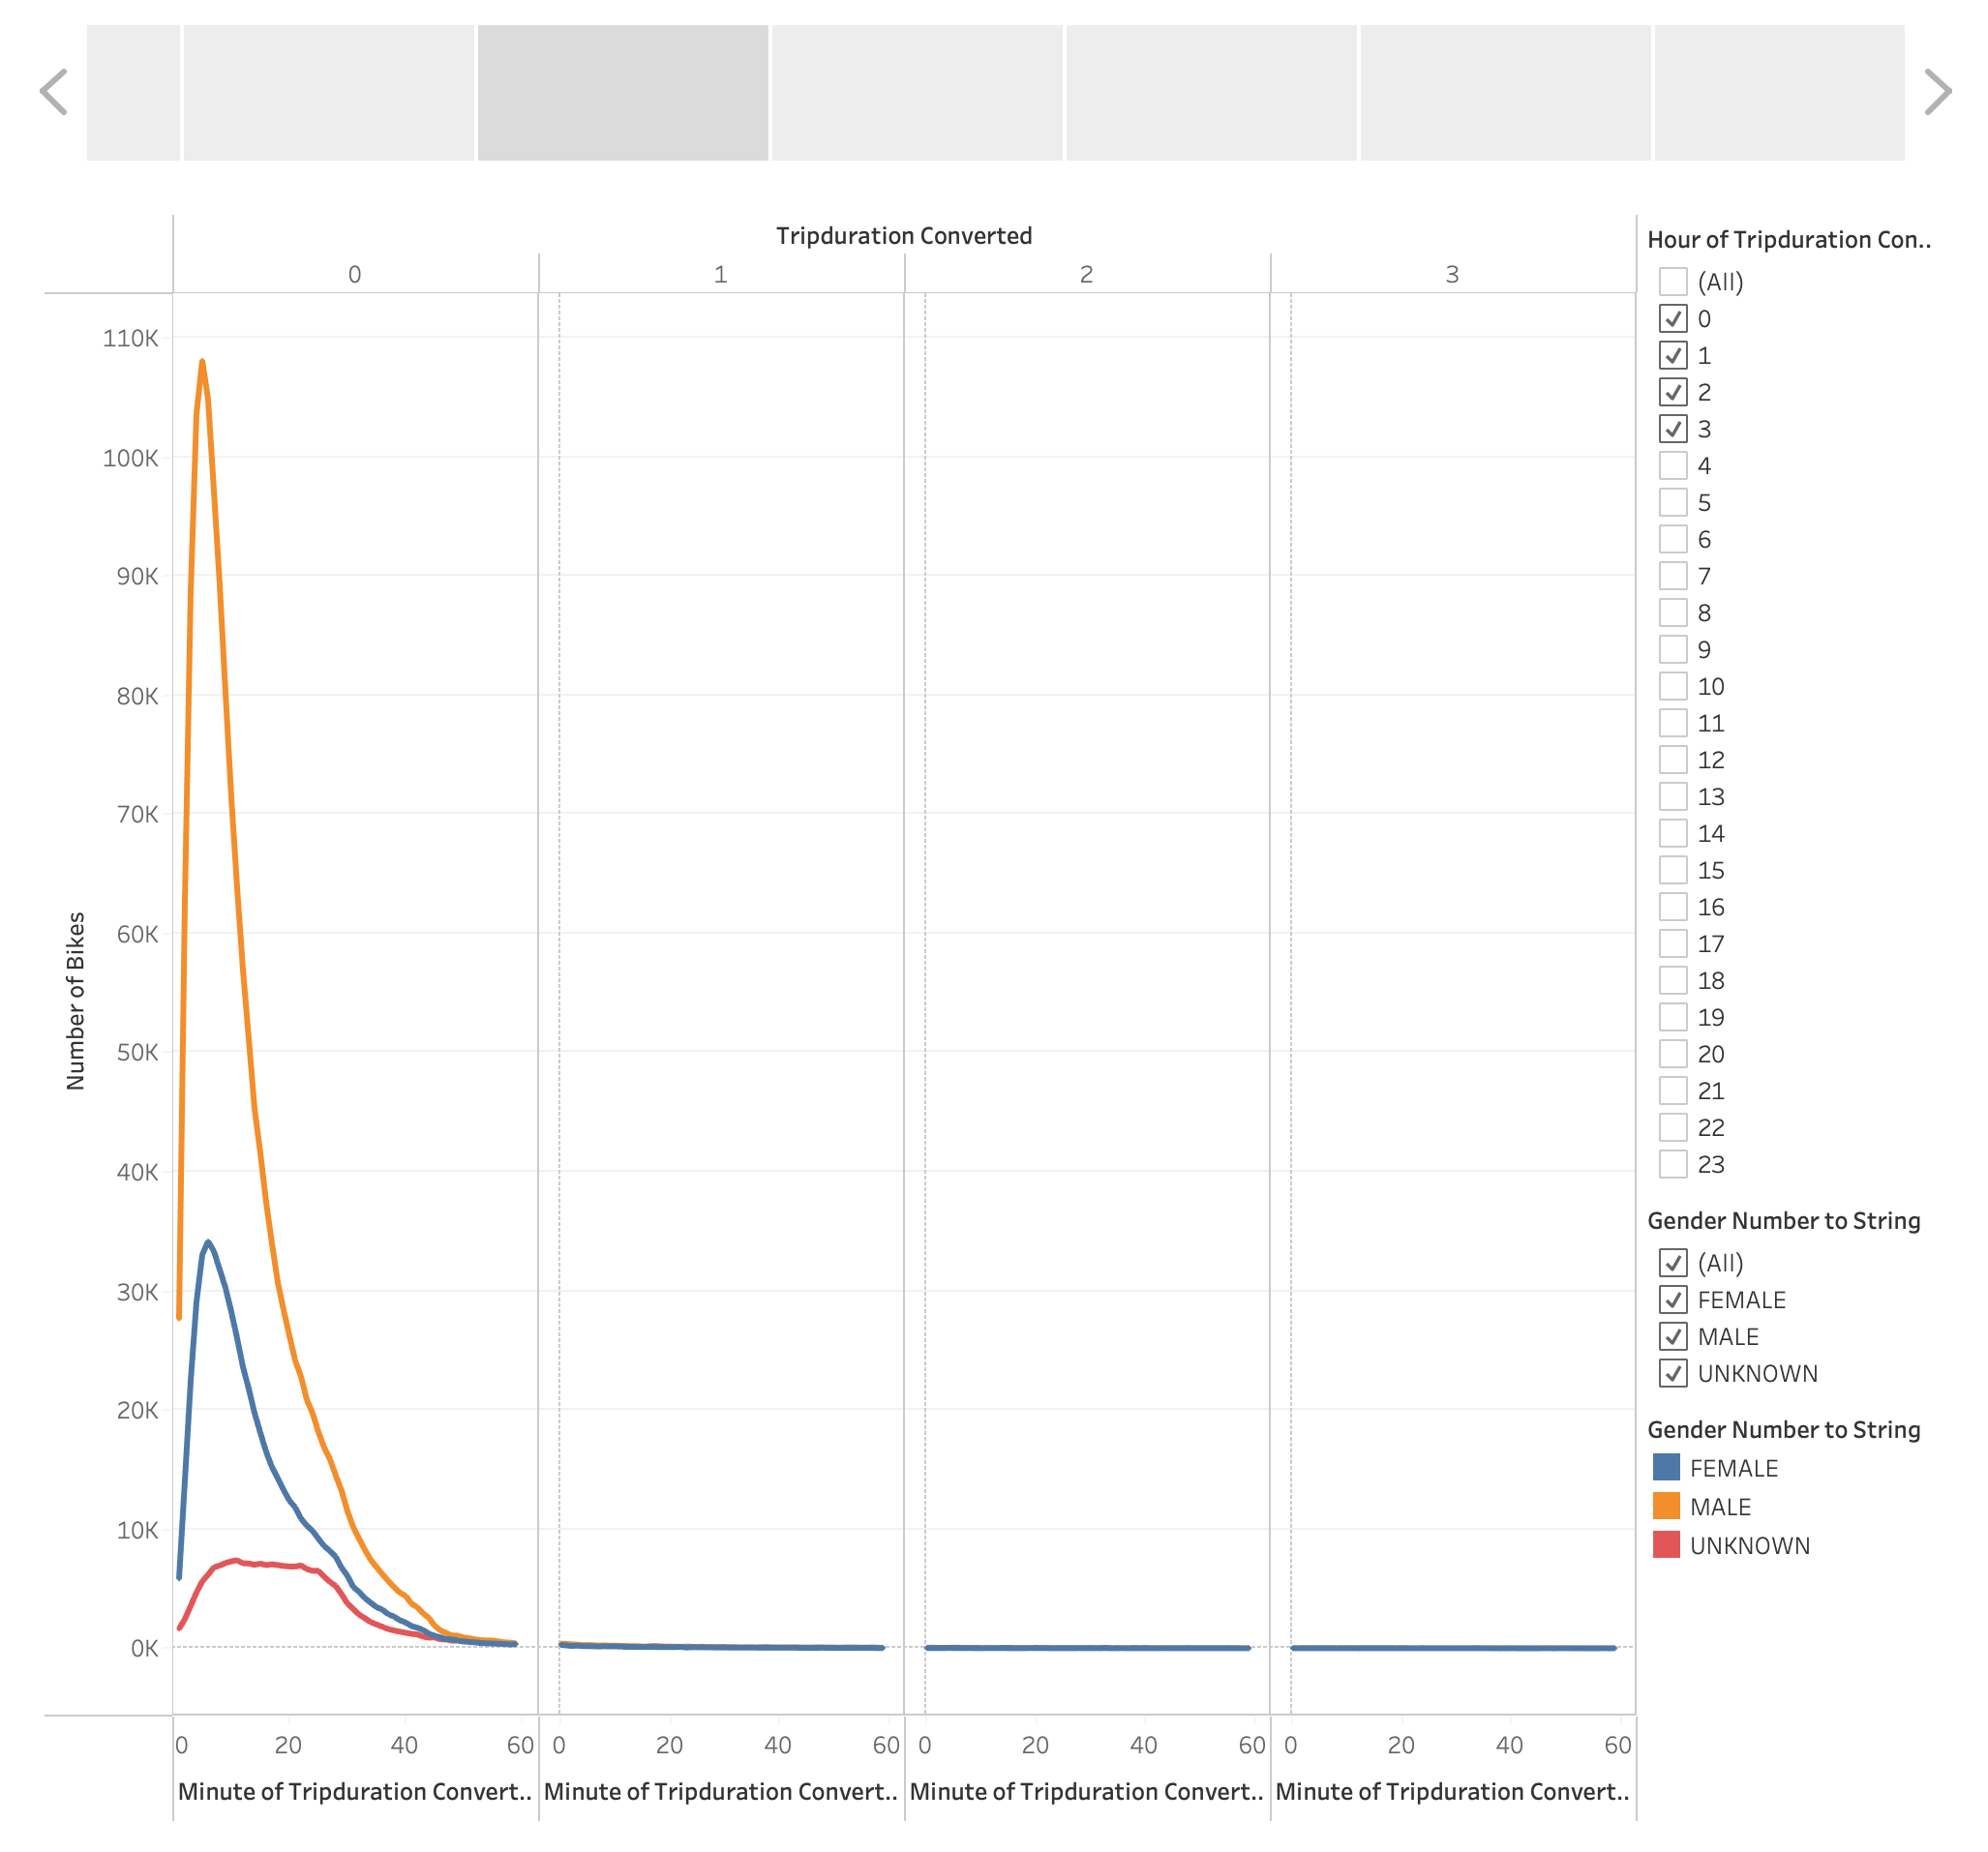 Tripduration Converted
0 1 2 3
110K
100K
90K
80K
70K
60K
50K
40K
30K
20K
10K
0K
Number of Bikes
0 20 40 60 0 20 40 60 0 20 40 60 0 20 40 60
Minute of Tripduration Convert.. Minute of Tripduration Convert.. Minute of Tripduration Convert.. Minute of Tripduration Convert..
Hour of Tripduration Con..
(All)
0
1
2
3
4
5
6
7
8
9
10
11
12
13
14
15
16
17
18
19
20
21
22
23
Gender Number to String
(All)
FEMALE
MALE
UNKNOWN
Gender Number to String
FEMALE
MALE
UNKNOWN